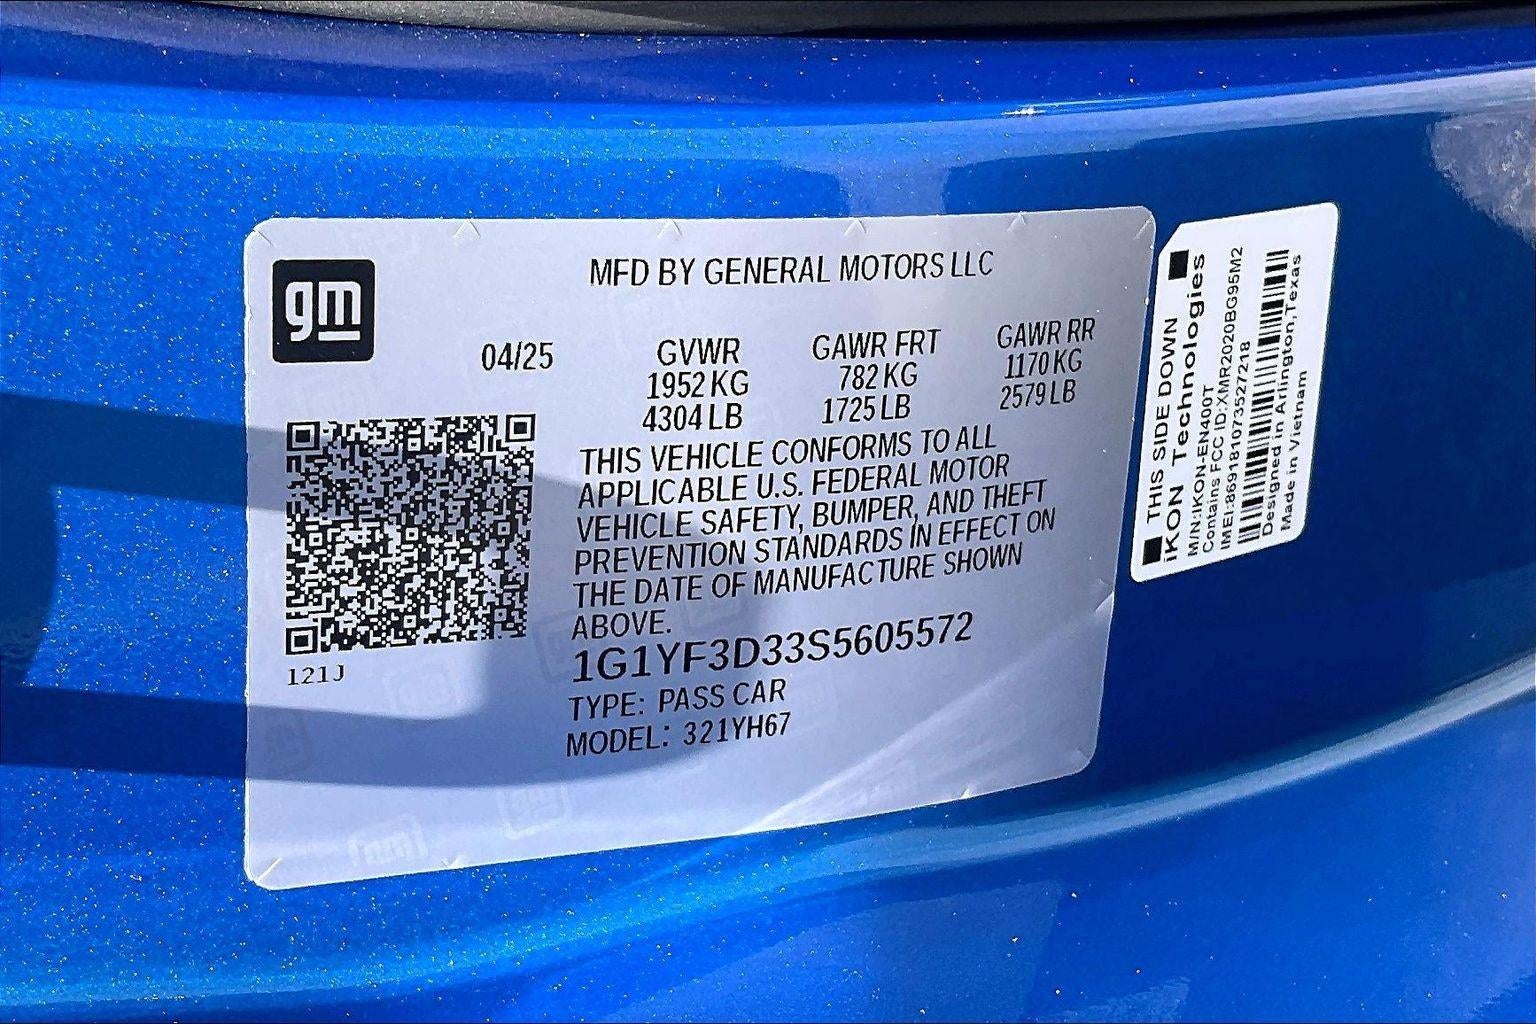 gm
MFD BY GENERAL MOTORS LLC
04/25
GVWR
1952 KG
4304 LB
GAWR FRT
782 KG
1725 LB
GAWR RR
1170 KG
2579 LB
THIS VEHICLE CONFORMS TO ALL
APPLICABLE U.S. FEDERAL MOTOR
VEHICLE SAFETY, BUMPER, AND THEFT
PREVENTION STANDARDS IN EFFECT ON
THE DATE OF MANUFACTURE SHOWN
ABOVE.
1G1YF3D33S5605572
TYPE: PASS CAR
MODEL: 321YH67
121J
THIS SIDE DOWN
iKON Technologies
M/N:IKON-EN400T
Contains FCC ID:XMR2020BG95M2
IMEI:869181073527218
Designed in Arlington,Texas
Made in Vietnam